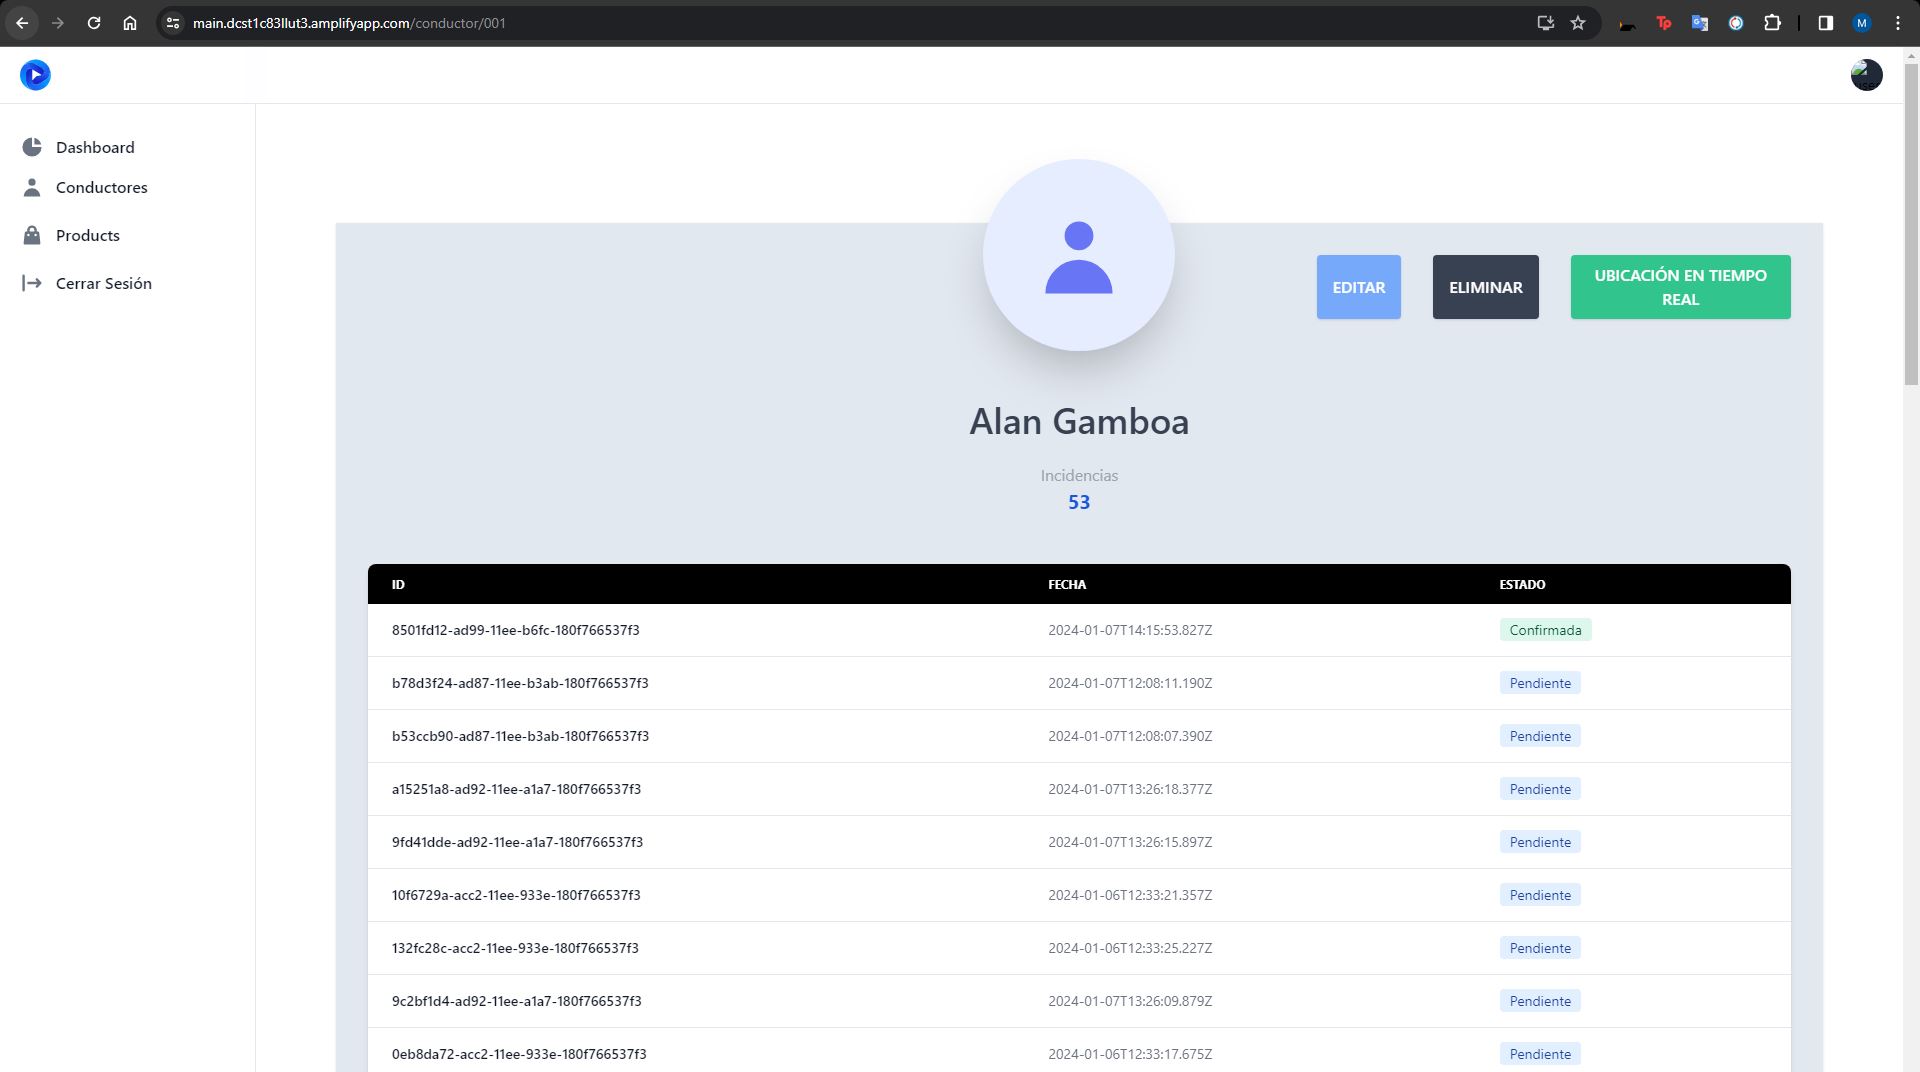 main.dcst1c83llut3.amplifyapp.com/conductor/001
Tp
M
Dashboard
Conductores
Products
Cerrar Sesión
EDITAR
ELIMINAR
UBICACIÓN EN TIEMPO
REAL
Alan Gamboa
Incidencias
53
ID FECHA ESTADO
8501fd12-ad99-11ee-b6fc-180f766537f3 2024-01-07T14:15:53.827Z Confirmada
b78d3f24-ad87-11ee-b3ab-180f766537f3 2024-01-07T12:08:11.190Z Pendiente
b53ccb90-ad87-11ee-b3ab-180f766537f3 2024-01-07T12:08:07.390Z Pendiente
a15251a8-ad92-11ee-a1a7-180f766537f3 2024-01-07T13:26:18.377Z Pendiente
9fd41dde-ad92-11ee-a1a7-180f766537f3 2024-01-07T13:26:15.897Z Pendiente
10f6729a-acc2-11ee-933e-180f766537f3 2024-01-06T12:33:21.357Z Pendiente
132fc28c-acc2-11ee-933e-180f766537f3 2024-01-06T12:33:25.227Z Pendiente
9c2bf1d4-ad92-11ee-a1a7-180f766537f3 2024-01-07T13:26:09.879Z Pendiente
0eb8da72-acc2-11ee-933e-180f766537f3 2024-01-06T12:33:17.675Z Pendiente